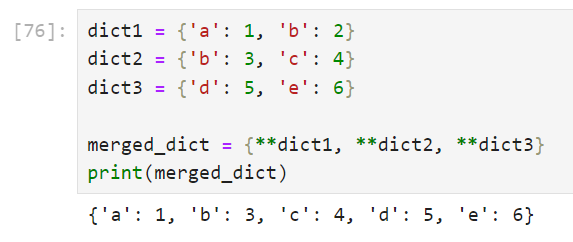 [76]: dict1 = {'a': 1, 'b': 2}
dict2 = {'b': 3, 'c': 4}
dict3 = {'d': 5, 'e': 6}
merged_dict = {**dict1, **dict2, **dict3}
print(merged_dict)
{'a': 1, 'b': 3, 'c': 4, 'd': 5, 'e': 6}